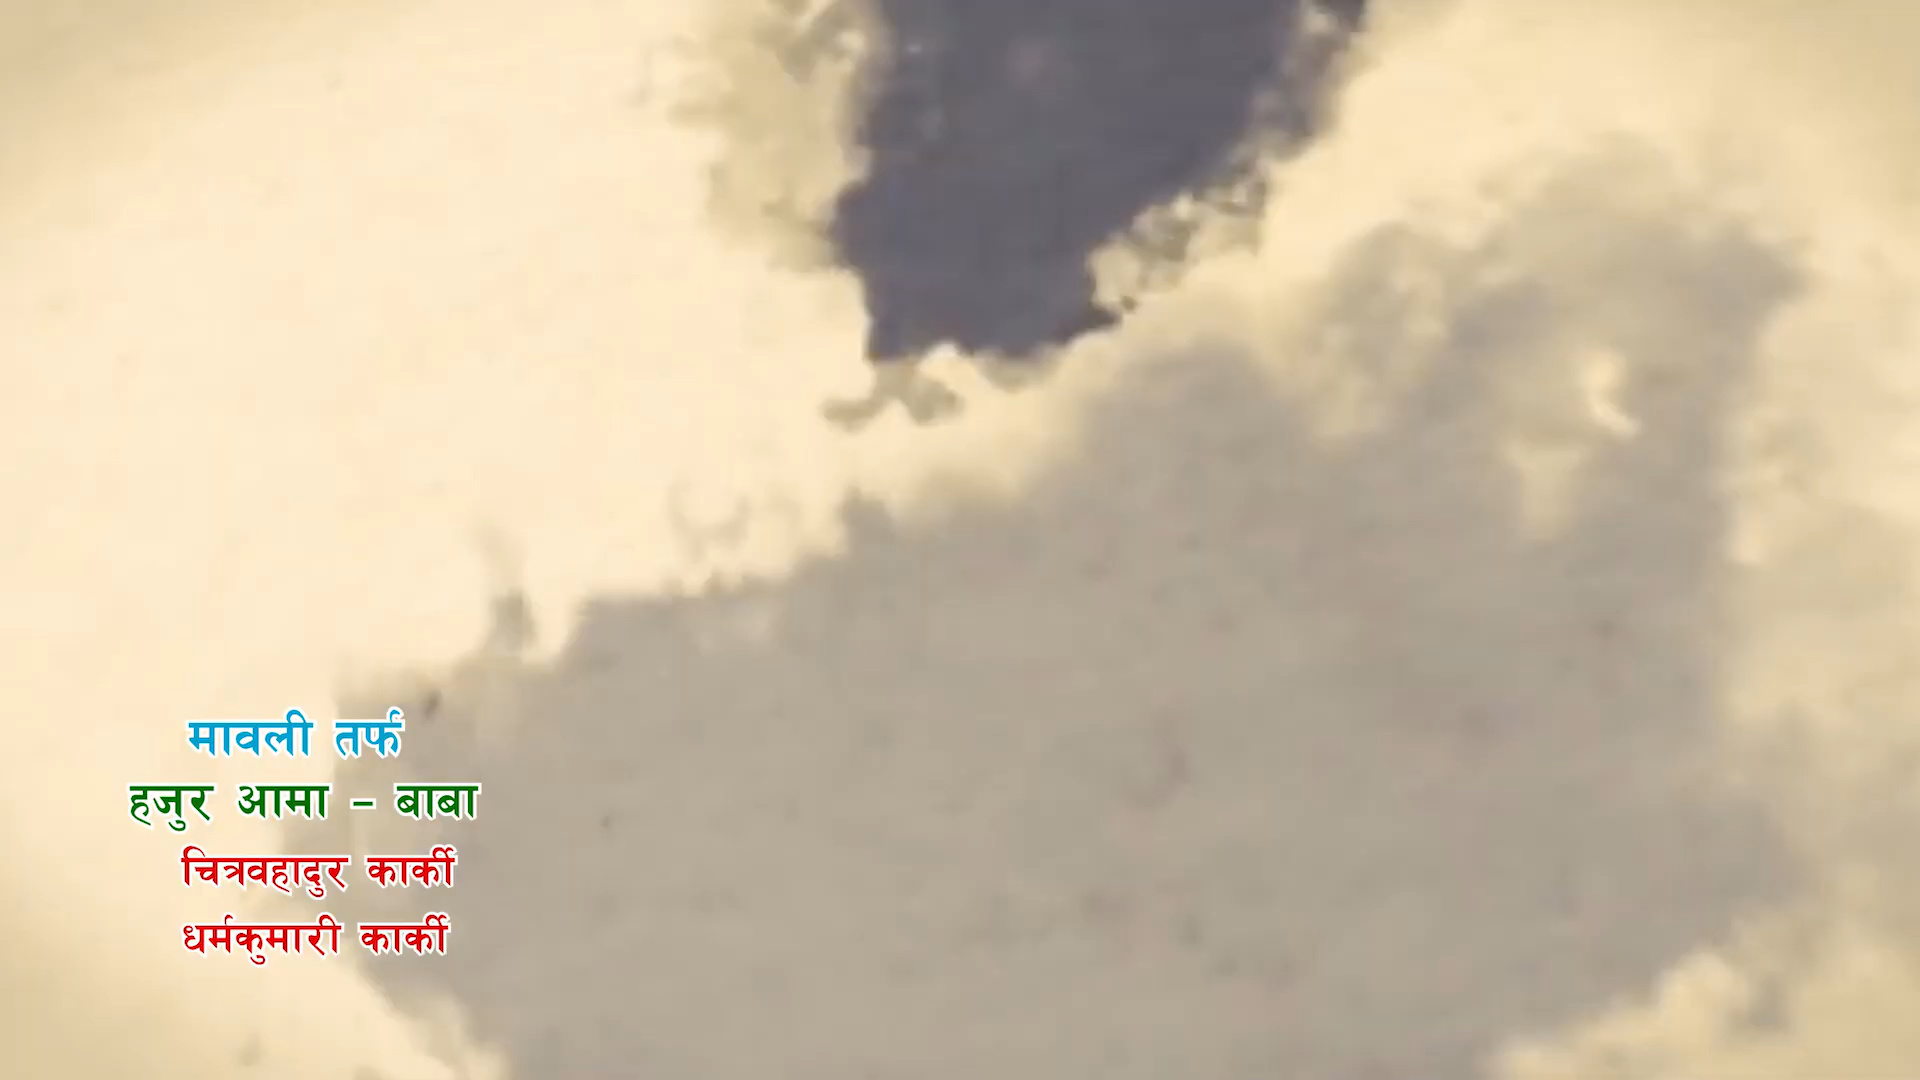 मावली तर्फ
हजुर आमा - बाबा
चित्रवहादुर कार्की
धर्मकुमारी कार्की